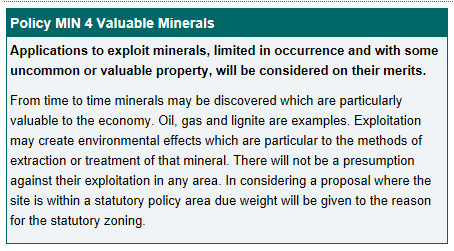 Policy MIN 4 Valuable Minerals
Applications to exploit minerals, limited in occurrence and with some
uncommon or valuable property, will be considered on their merits.
From time to time minerals may be discovered which are particularly
valuable to the economy. Oil, gas and lignite are examples. Exploitation
may create environmental effects which are particular to the methods of
extraction or treatment of that mineral. There will not be a presumption
against their exploitation in any area. In considering a proposal where the
site is within a statutory policy area due weight will be given to the reason
for the statutory zoning.